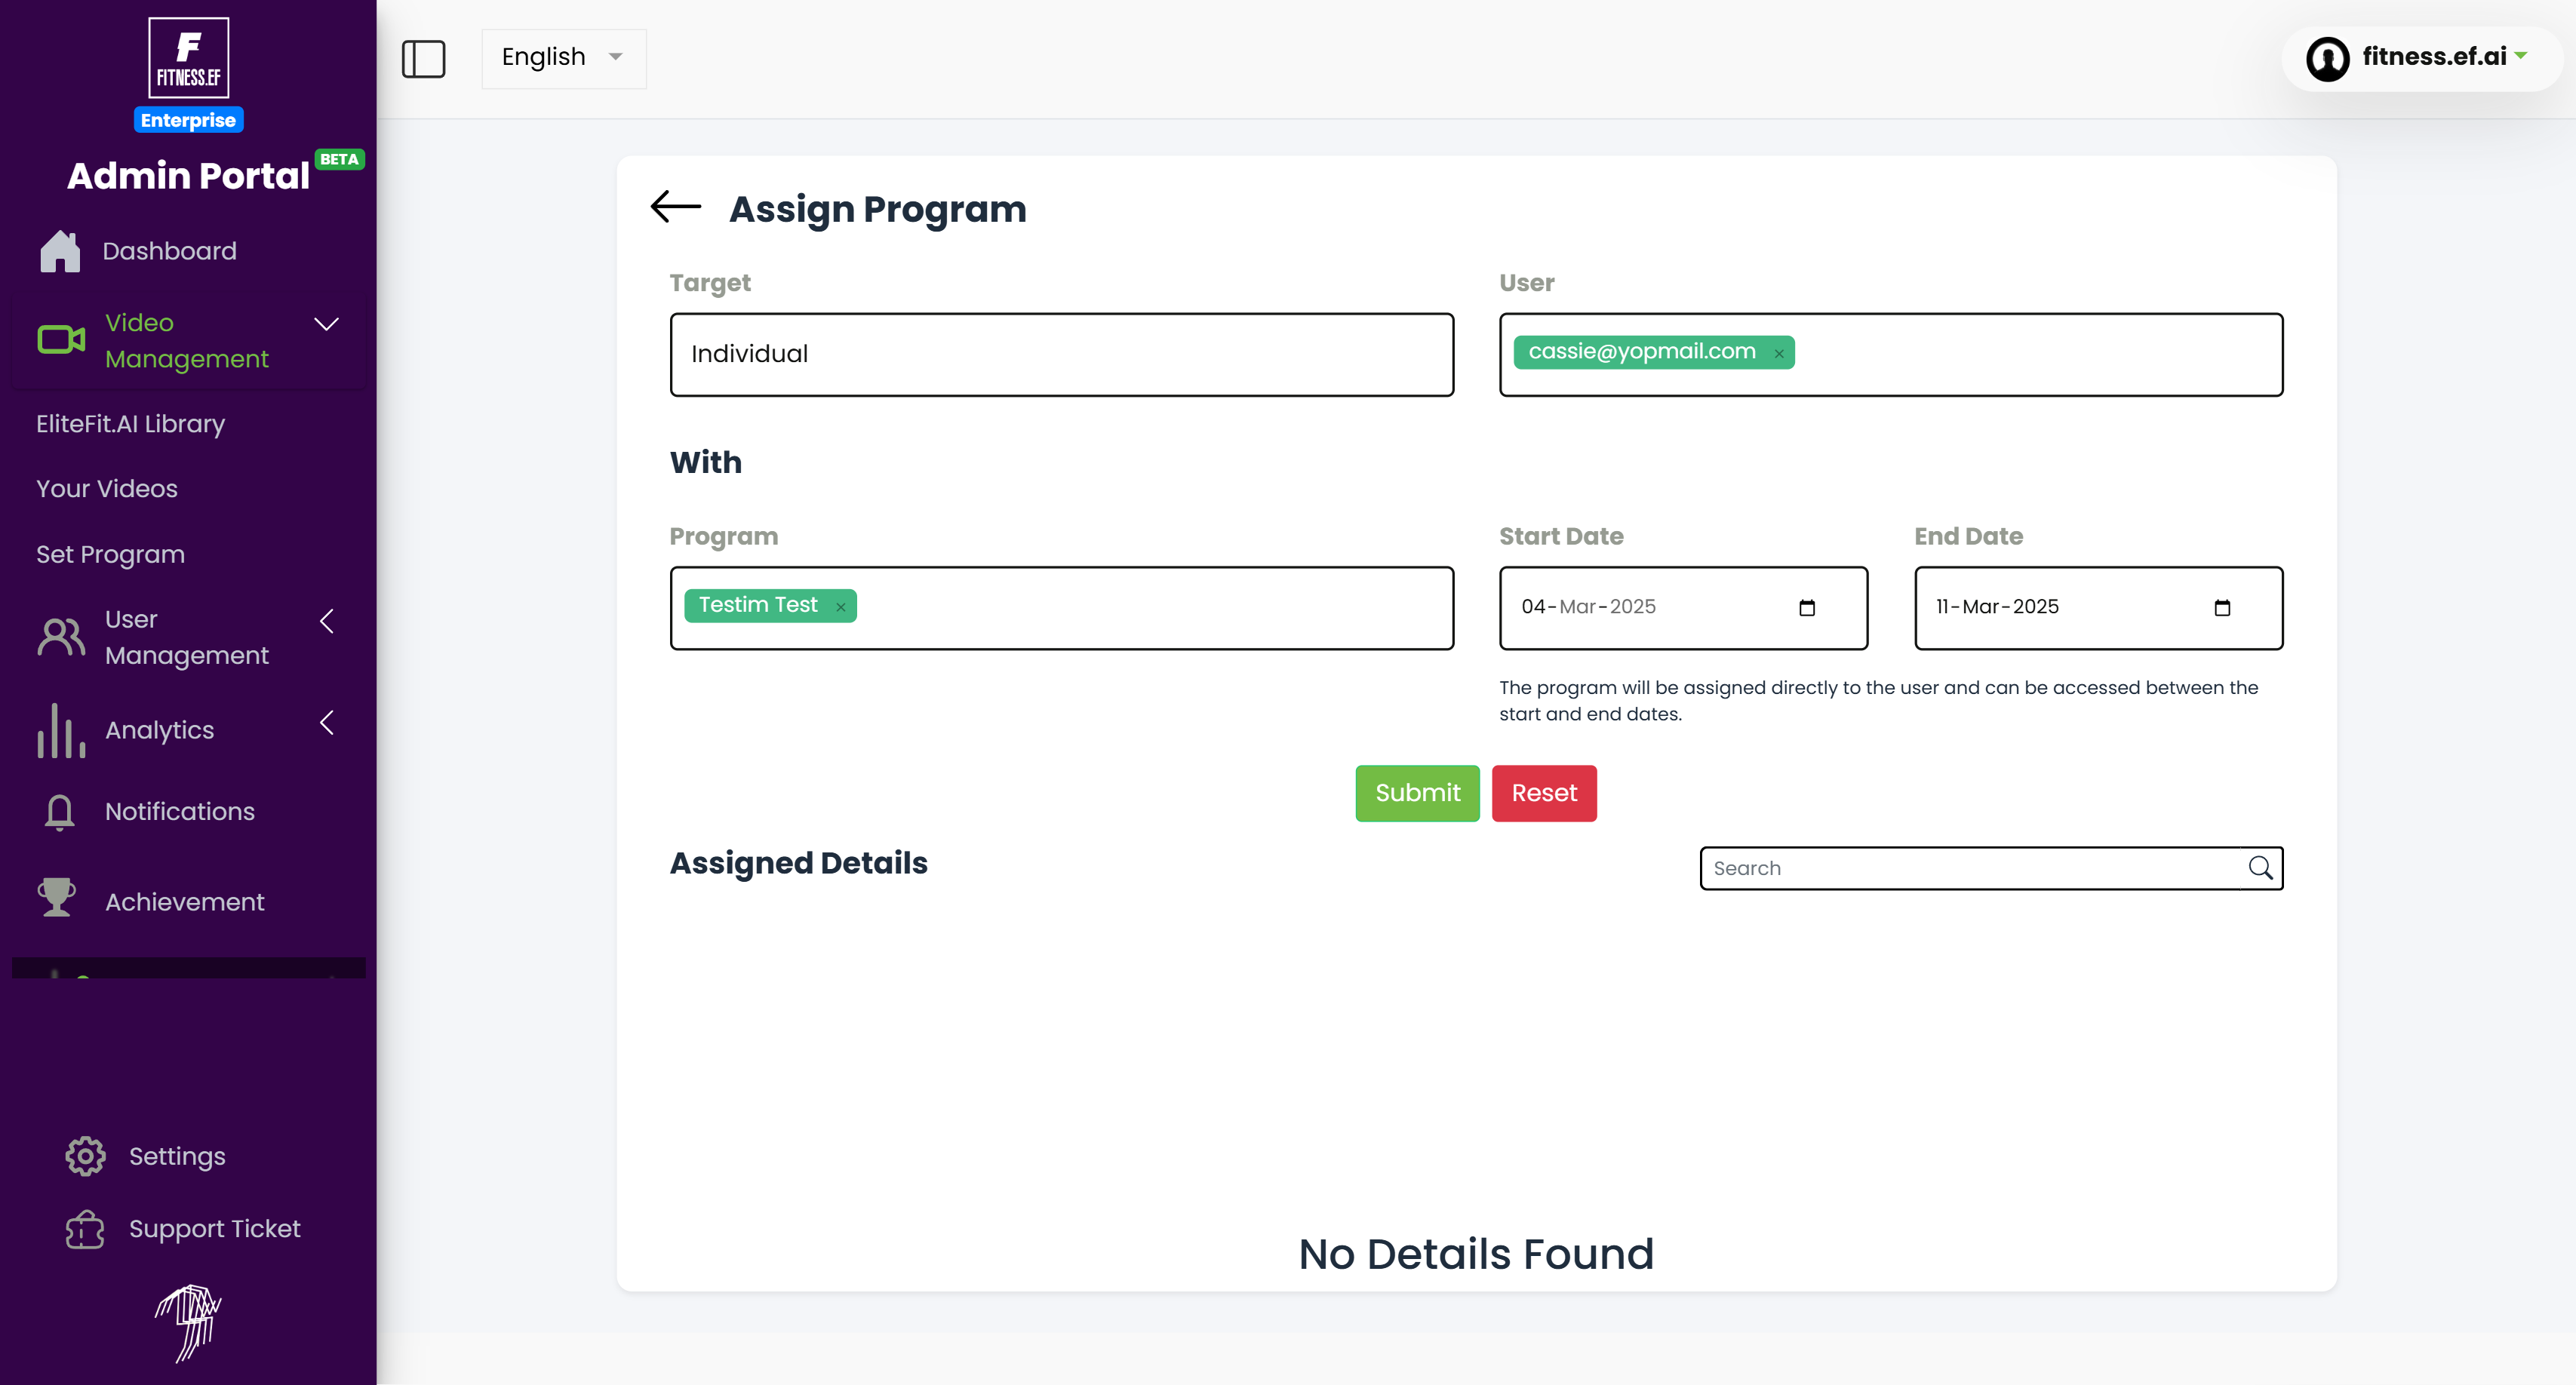 F
FITNESS.EF
Enterprise
Admin Portal BETA
Dashboard
Video
Management
EliteFit.AI Library
Your Videos
Set Program
User
Management
Analytics
Notifications
Achievement
Settings
Support Ticket
English
fitness.ef.ai
Assign Program
Target
User
Individual
cassie@yopmail.com ×
With
Program
Start Date
End Date
Testim Test ×
04-Mar-2025
11-Mar-2025
The program will be assigned directly to the user and can be accessed between the
start and end dates.
Submit
Reset
Assigned Details
Search
No Details Found